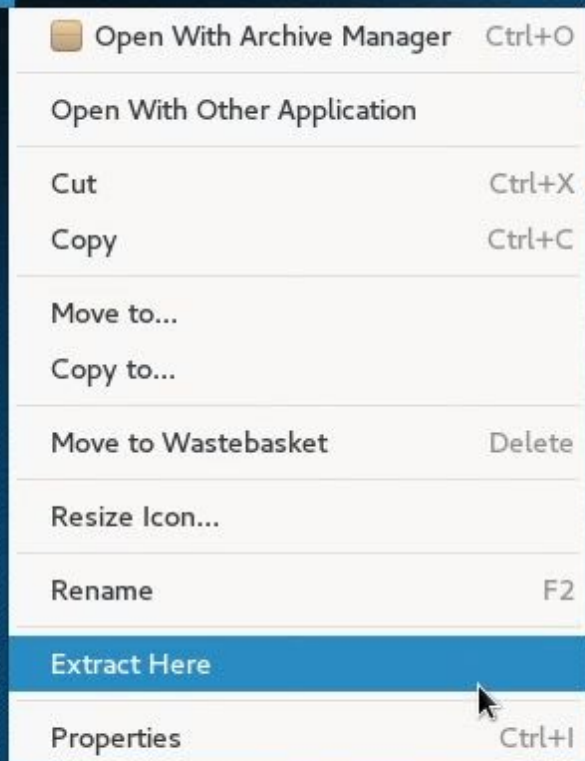 Open With Archive Manager Ctrl+O
Open With Other Application
Cut Ctrl+X
Copy Ctrl+C
Move to...
Copy to...
Move to Wastebasket Delete
Resize Icon...
Rename F2
Extract Here
Properties Ctrl+I